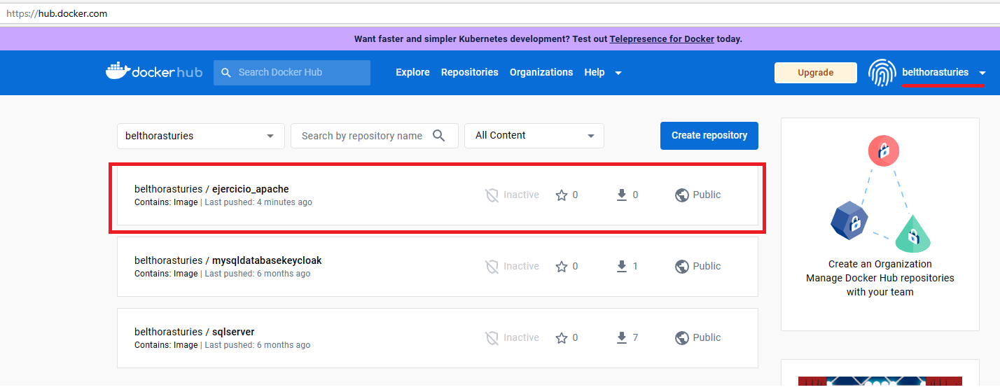 https://hub.docker.com
Want faster and simpler Kubernetes development? Test out Telepresence for Docker today.
dockerhub Search Docker Hub Explore Repositories Organizations Help Upgrade belthorasturies
belthorasturies Search by repository name All Content Create repository
belthorasturies / ejercicio_apache
Contains: Image | Last pushed: 4 minutes ago
Inactive 0 0 Public
belthorasturies / mysqldatabasekeycloak
Contains: Image | Last pushed: 6 months ago
Inactive 0 1 Public
belthorasturies / sqlserver
Contains: Image | Last pushed: 6 months ago
Inactive 0 7 Public
Create an Organization
Manage Docker Hub repositories
with your team